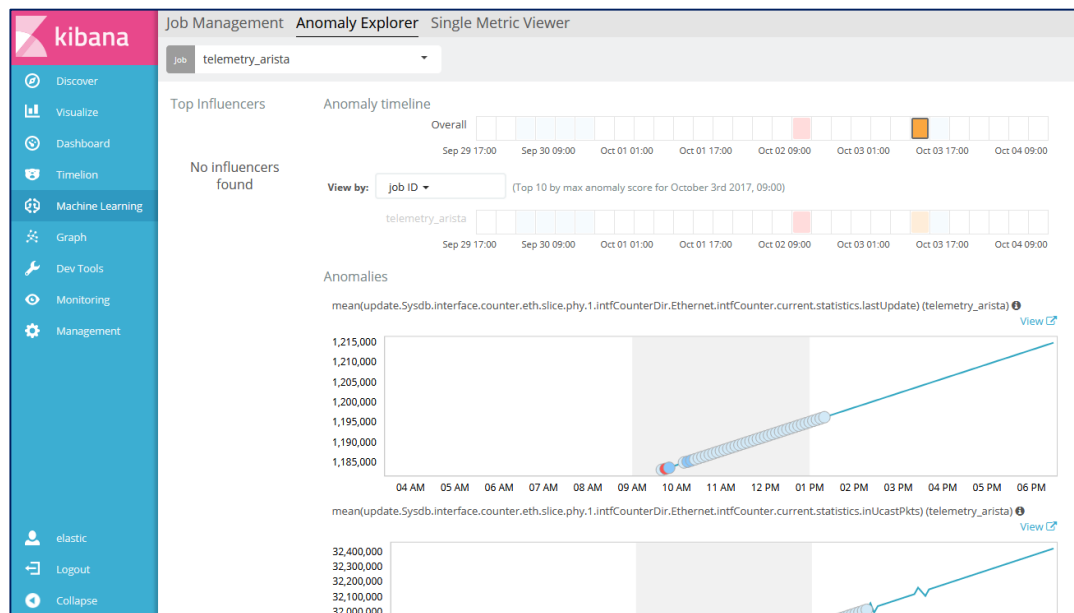 kibana
Discover
Visualize
Dashboard
Timelion
Machine Learning
Graph
Dev Tools
Monitoring
Management
elastic
Logout
Collapse
Job Management Anomaly Explorer Single Metric Viewer
Job telemetry_arista
Top Influencers
No influencers
found
Anomaly timeline
Overall
Sep 29 17:00 Sep 30 09:00 Oct 01 01:00 Oct 01 17:00 Oct 02 09:00 Oct 03 01:00 Oct 03 17:00 Oct 04 09:00
View by: job ID (Top 10 by max anomaly score for October 3rd 2017, 09:00)
telemetry_arista
Sep 29 17:00 Sep 30 09:00 Oct 01 01:00 Oct 01 17:00 Oct 02 09:00 Oct 03 01:00 Oct 03 17:00 Oct 04 09:00
Anomalies
mean(update.Sysdb.interface.counter.eth.slice.phy.1.intfCounterDir.Ethernet.intfCounter.current.statistics.lastUpdate) (telemetry_arista)
View
1,215,000
1,210,000
1,205,000
1,200,000
1,195,000
1,190,000
1,185,000
04 AM 05 AM 06 AM 07 AM 08 AM 09 AM 10 AM 11 AM 12 PM 01 PM 02 PM 03 PM 04 PM 05 PM 06 PM
mean(update.Sysdb.interface.counter.eth.slice.phy.1.intfCounterDir.Ethernet.intfCounter.current.statistics.inUcastPkts) (telemetry_arista)
View
32,400,000
32,300,000
32,200,000
32,100,000
32,000,000